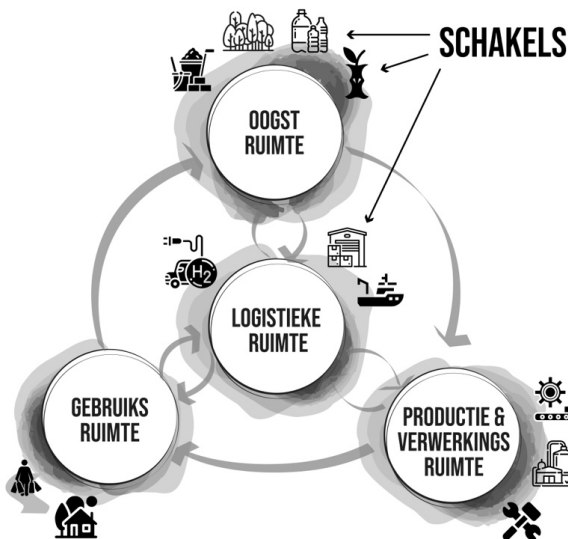 SCHAKELS
OOGST
RUIMTE
H2
LOGISTIEKE
RUIMTE
GEBRUIKS
RUIMTE
PRODUCTIE &
VERWERKINGS
RUIMTE